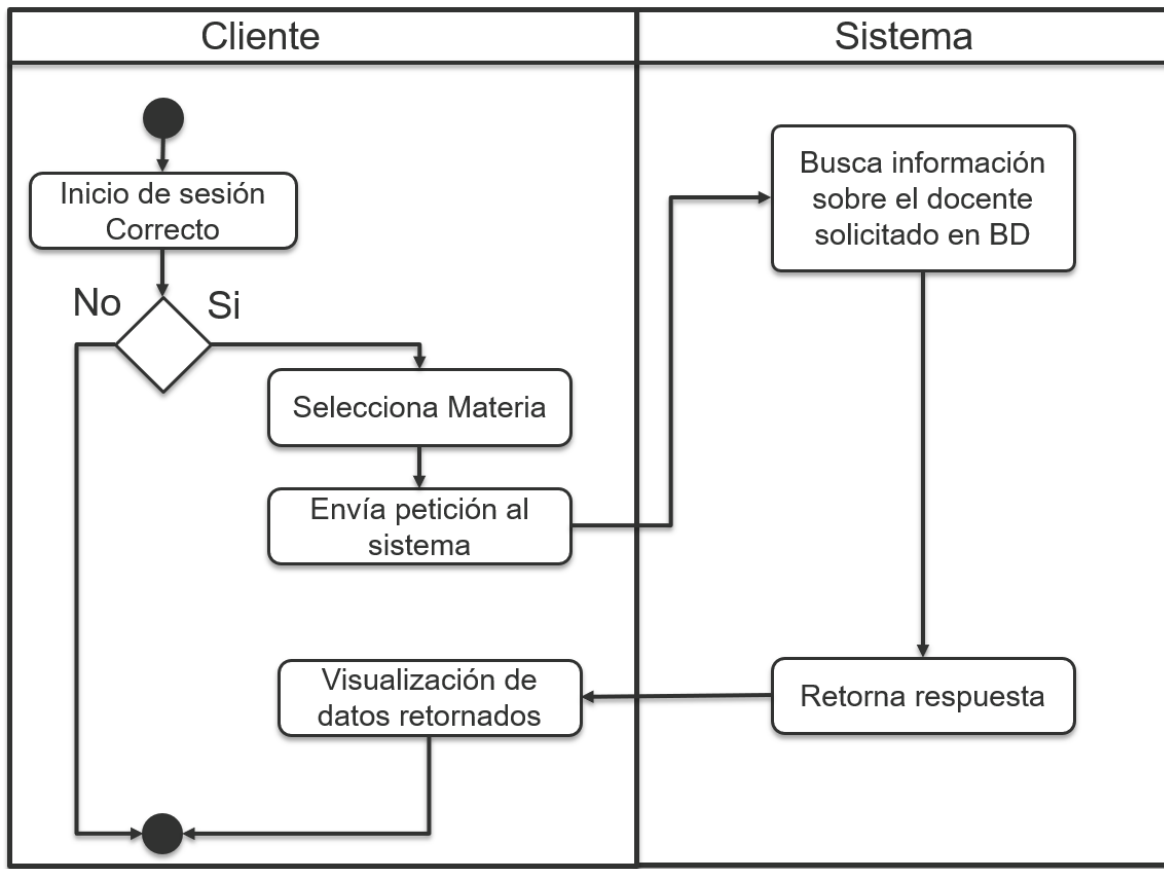 Cliente
Sistema
Inicio de sesión
Correcto
No
Si
Selecciona Materia
Envía petición al
sistema
Busca información
sobre el docente
solicitado en BD
Retorna respuesta
Visualización de
datos retornados